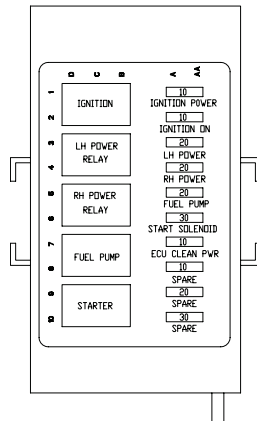 D C B A AA
1
IGNITION
10
IGNITION POWER
2
10
IGNITION ON
3
LH POWER
RELAY
20
LH POWER
4
20
RH POWER
5
RH POWER
RELAY
20
FUEL PUMP
6
30
START SOLENOID
7
FUEL PUMP
10
ECU CLEAN PWR
8
10
SPARE
9
STARTER
20
SPARE
10
30
SPARE